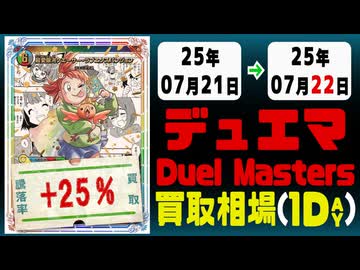 25年
07月21日
25年
07月22日
デュエマ
Duel Masters
買取相場(1D)
買取
+25%
騰落率